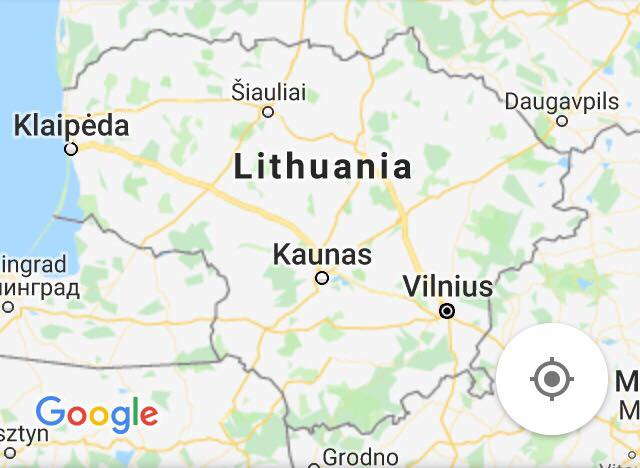 Šiauliai
Daugavpils
Klaipėda
Lithuania
Kaunas
ingrad
инград
Vilnius
M
M
Google
sztyn
Grodno